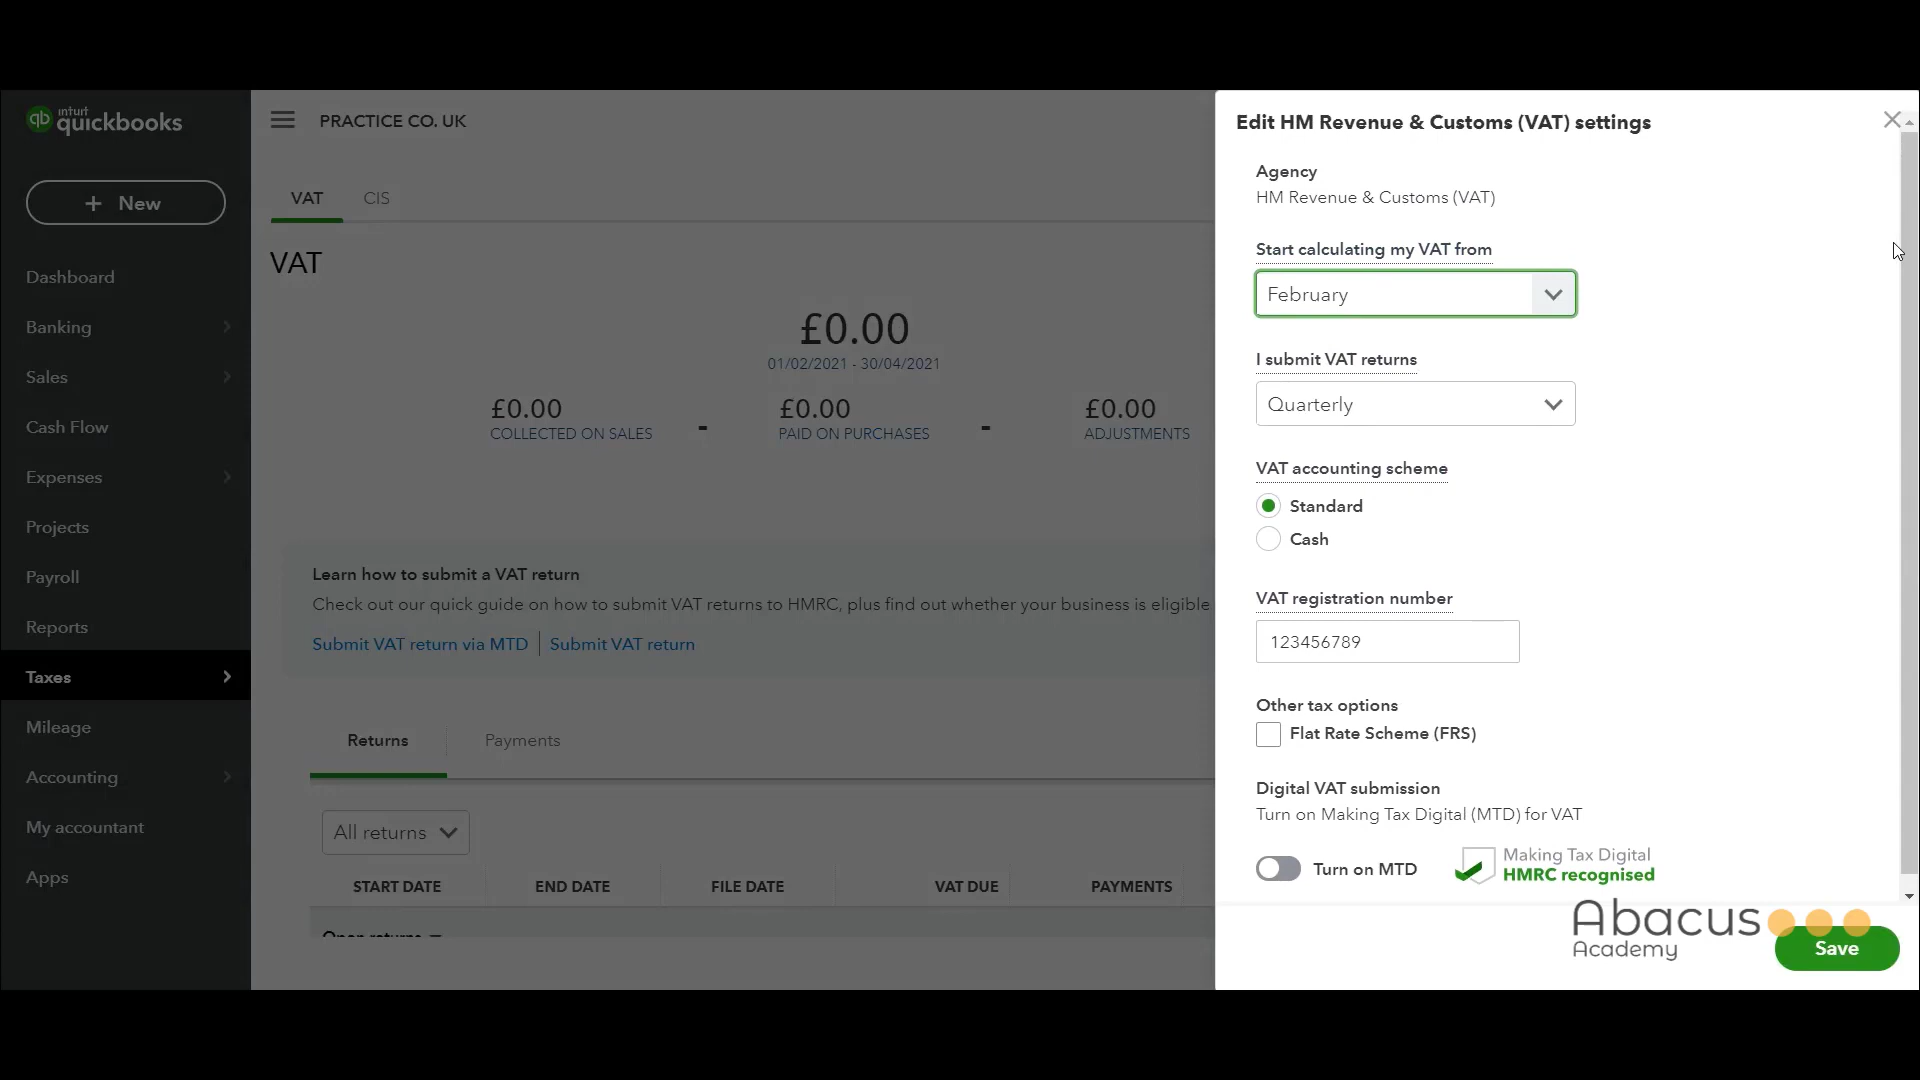 intuit
quickbooks
PRACTICE CO. UK
+ New
Dashboard
Banking
Sales
Cash Flow
Expenses
Projects
Payroll
Reports
Taxes
Mileage
Accounting
My accountant
Apps
VAT CIS
VAT
£0.00
01/02/2021 - 30/04/2021
£0.00 - £0.00 - £0.00
COLLECTED ON SALES PAID ON PURCHASES ADJUSTMENTS
Learn how to submit a VAT return
Check out our quick guide on how to submit VAT returns to HMRC, plus find out whether your business is eligible
Submit VAT return via MTD Submit VAT return
Returns Payments
All returns
START DATE END DATE FILE DATE VAT DUE PAYMENTS
Open returns
Edit HM Revenue & Customs (VAT) settings
Agency
HM Revenue & Customs (VAT)
Start calculating my VAT from
February
I submit VAT returns
Quarterly
VAT accounting scheme
Standard
Cash
VAT registration number
123456789
Other tax options
Flat Rate Scheme (FRS)
Digital VAT submission
Turn on Making Tax Digital (MTD) for VAT
Turn on MTD
Making Tax Digital
HMRC recognised
Abacus
Academy
Save